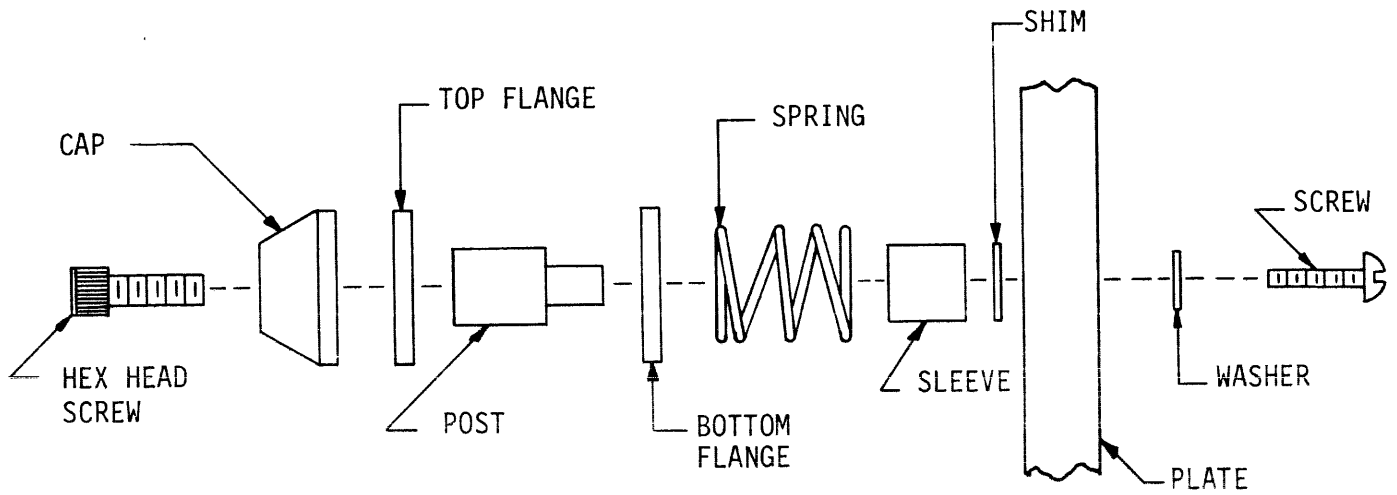 SHIM
TOP FLANGE
SPRING
CAP
SCREW
HEX HEAD
SCREW
POST
BOTTOM
FLANGE
SLEEVE
WASHER
PLATE